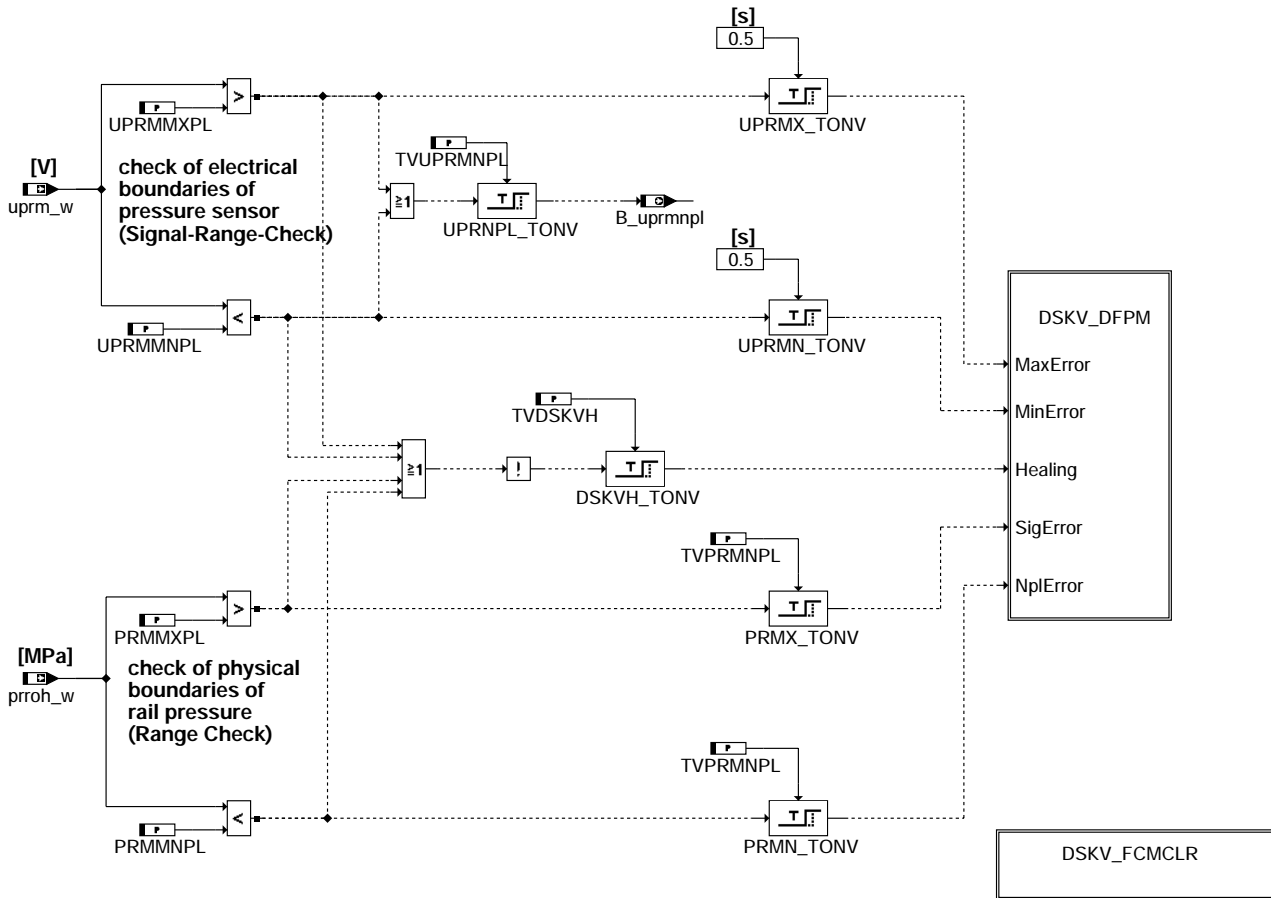 [s]
0.5
>
P
UPRMMXPL
T
UPRMX_TONV
P
TVUPRMNPL
[V]
uprm_w
check of electrical
boundaries of
pressure sensor
(Signal-Range-Check)
≥1
T
UPRNPL_TONV
B_uprmnpl
[s]
0.5
<
P
UPRMMNPL
T
UPRMN_TONV
DSKV_DFPM
MaxError
MinError
Healing
SigError
NplError
P
TVDSKVH
≥1
!
T
DSKVH_TONV
P
TVPRMNPL
>
P
PRMMXPL
T
PRMX_TONV
[MPa]
prroh_w
check of physical
boundaries of
rail pressure
(Range Check)
P
TVPRMNPL
<
P
PRMMNPL
T
PRMN_TONV
DSKV_FCMCLR